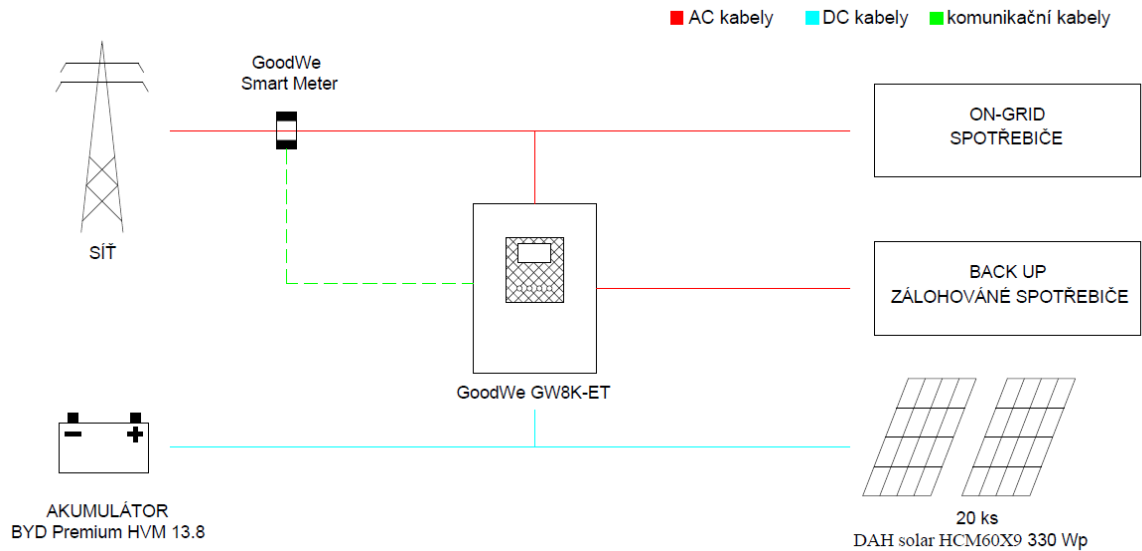 AC kabely
DC kabely
komunikační kabely
GoodWe
Smart Meter
ON-GRID
SPOTŘEBIČE
SÍŤ
BACK UP
ZÁLOHOVÁNÉ SPOTŘEBIČE
GoodWe GW8K-ET
AKUMULÁTOR
BYD Premium HVM 13.8
20 ks
DAH solar HCM60X9 330 Wp